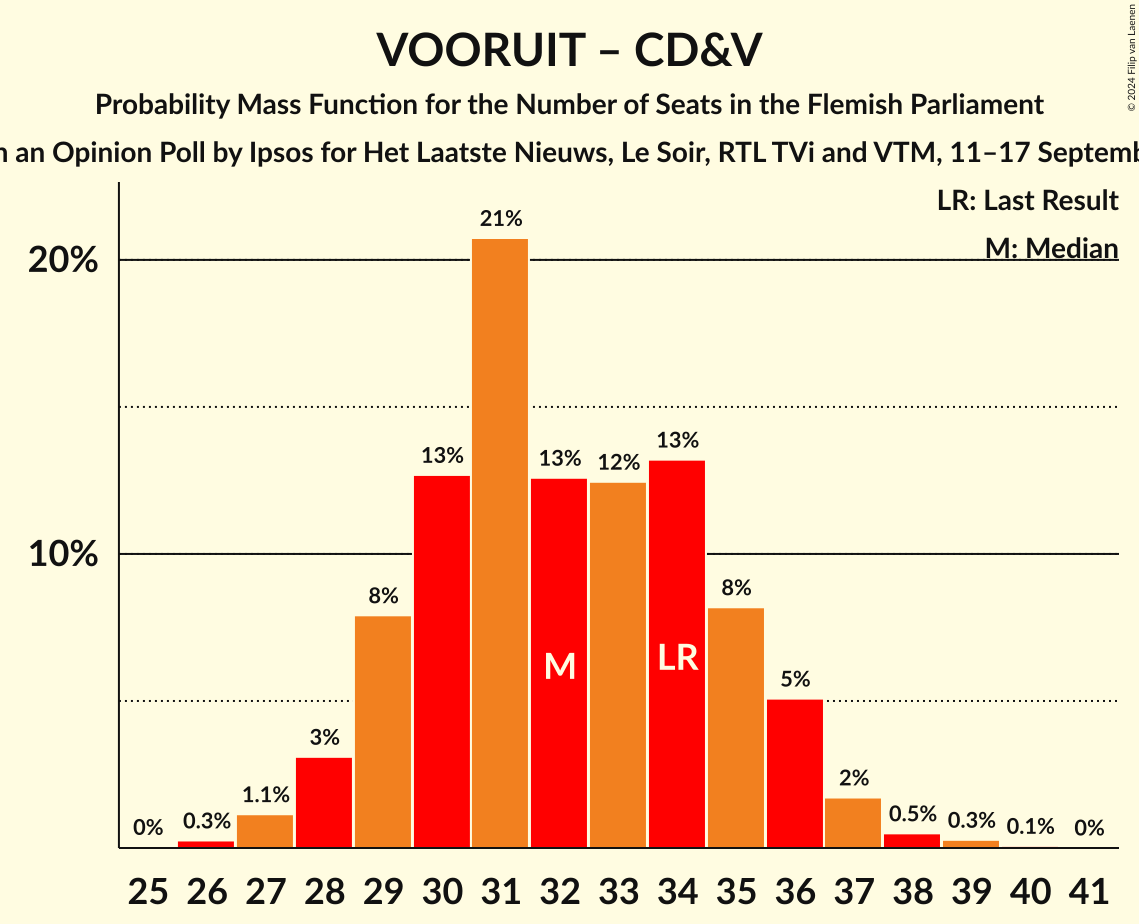 © 2024 Filip van Laenen
VOORUIT – CD&V
Probability Mass Function for the Number of Seats in the Flemish Parliament
an Opinion Poll by Ipsos for Het Laatste Nieuws, Le Soir, RTL TVi and VTM, 11–17
LR: Last Result
M: Median
20%
10%
0%
0.3%
1.1%
3%
8%
13%
21%
13%
12%
13%
8%
5%
2%
0.5%
0.3%
0.1%
0%
M
LR
25 26 27 28 29 30 31 32 33 34 35 36 37 38 39 40 41